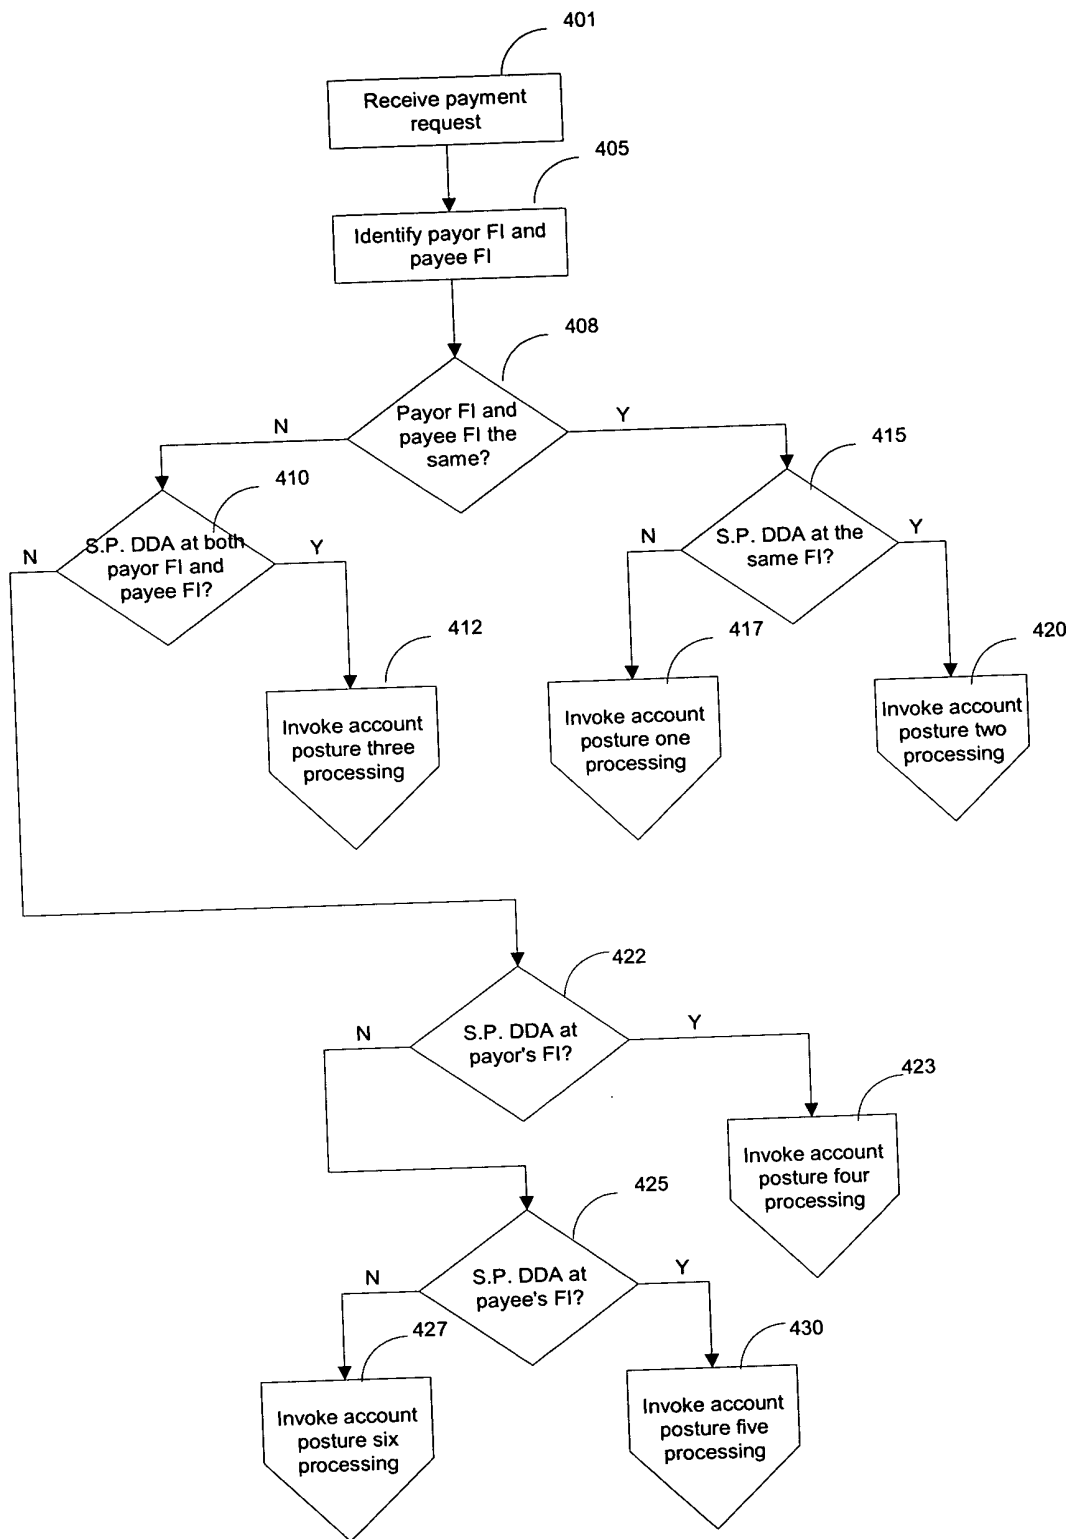 401
Receive payment
request
405
Identify payor FI and
payee FI
408
Payor FI and
payee FI the
same?
N
Y
410
S.P. DDA at both
payor FI and
payee FI?
N
Y
415
S.P. DDA at the
same FI?
N
Y
412
Invoke account
posture three
processing
417
Invoke account
posture one
processing
420
Invoke account
posture two
processing
422
S.P. DDA at
payor's FI?
N
Y
423
Invoke account
posture four
processing
425
S.P. DDA at
payee's FI?
N
Y
427
Invoke account
posture six
processing
430
Invoke account
posture five
processing